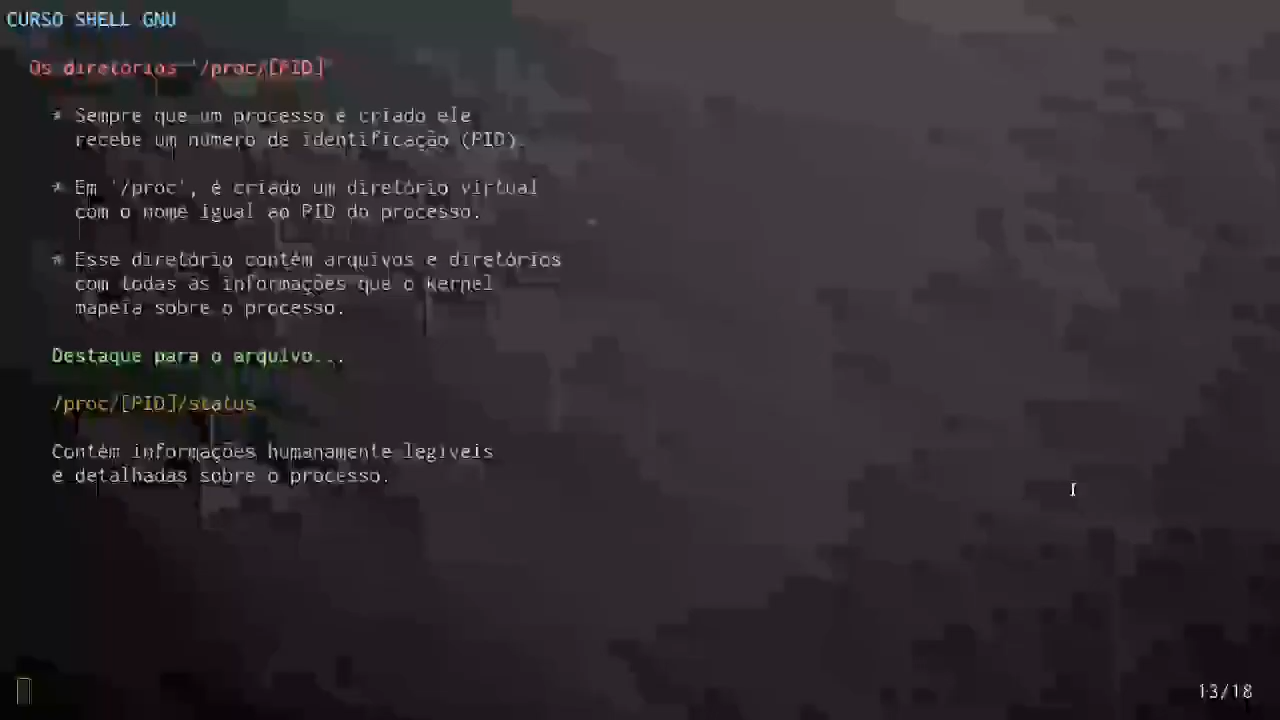 CURSO SHELL GNU
Os diretórios '/proc/[PID]'
* Sempre que um processo é criado ele
recebe um número de identificação (PID).
* Em '/proc', é criado um diretório virtual
com o nome igual ao PID do processo.
* Esse diretório contém arquivos e diretórios
com todas as informações que o kernel
mapeia sobre o processo.
Destaque para o arquivo...
/proc/[PID]/status
Contém informações humanamente legíveis
e detalhadas sobre o processo.
13/18